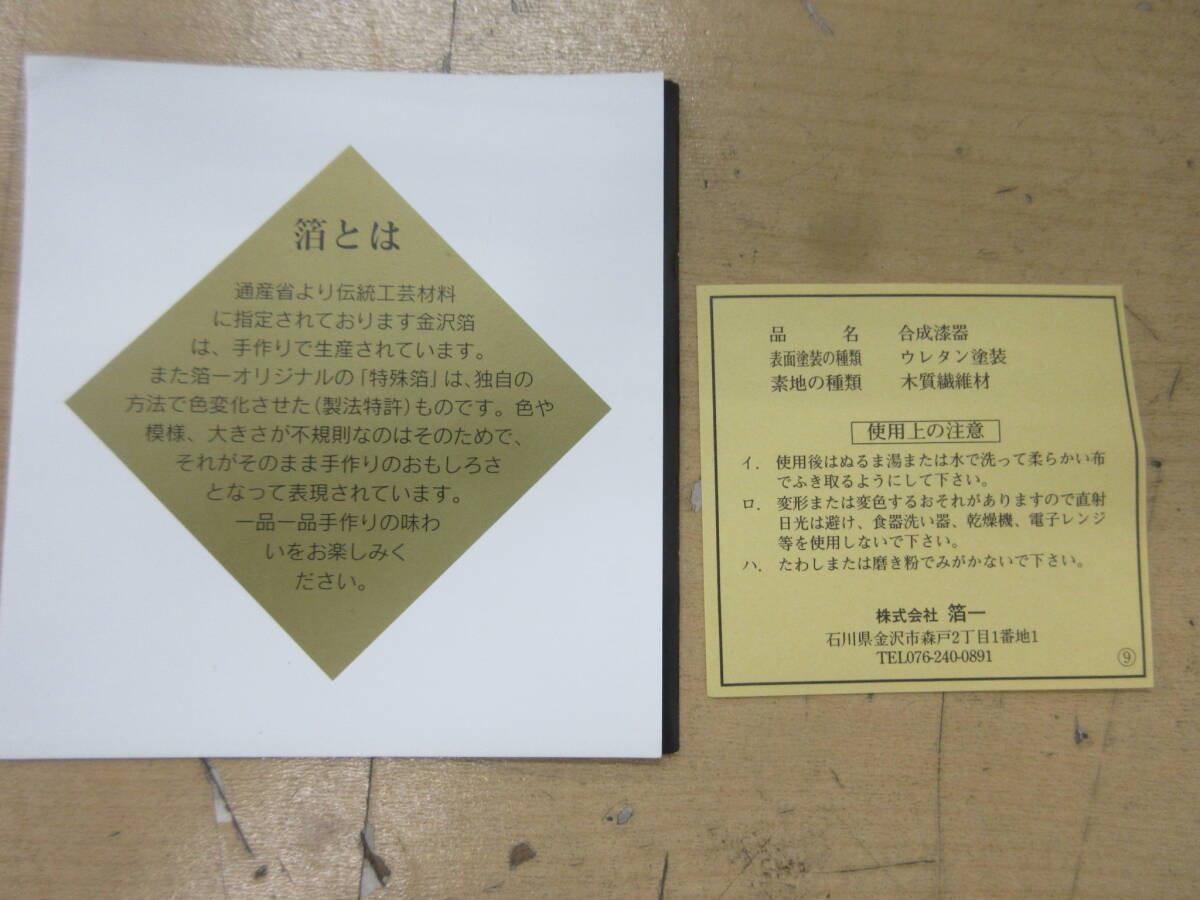 箔とは
通産省より伝統工芸材料
に指定されております金沢箔
は、手作りで生産されています。
また箔一オリジナルの「特殊箔」は、独自の
方法で色変化させた(製法特許)ものです。色や
模様、大きさが不規則なのはそのためで、
それがそのまま手作りのおもしろさ
となって表現されています。
一品一品手作りの味わ
いをお楽しみく
ださい。
品 名 合成漆器
表面塗装の種類 ウレタン塗装
素地の種類 木質繊維材
使用上の注意
イ. 使用後はぬるま湯または水で洗って柔らかい布
でふき取るようにして下さい。
ロ. 変形または変色するおそれがありますので直射
日光は避け、食器洗い器、乾燥機、電子レンジ
等を使用しないで下さい。
ハ. たわしまたは磨き粉でみがかないで下さい。
株式会社 箔一
石川県金沢市森戸2丁目1番地1
TEL076-240-0891
⑨